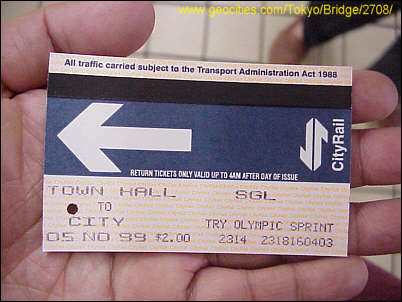 www.geocities.com/Tokyo/Bridge/2708/
All traffic carried subject to the Transport Administration Act 1988
CityRail
RETURN TICKETS ONLY VALID UP TO 4AM AFTER DAY OF ISSUE
TOWN HALL SGL
TO
CITY TRY OLYMPIC SPRINT
05 NO 99 $2.00 2314 2318160403